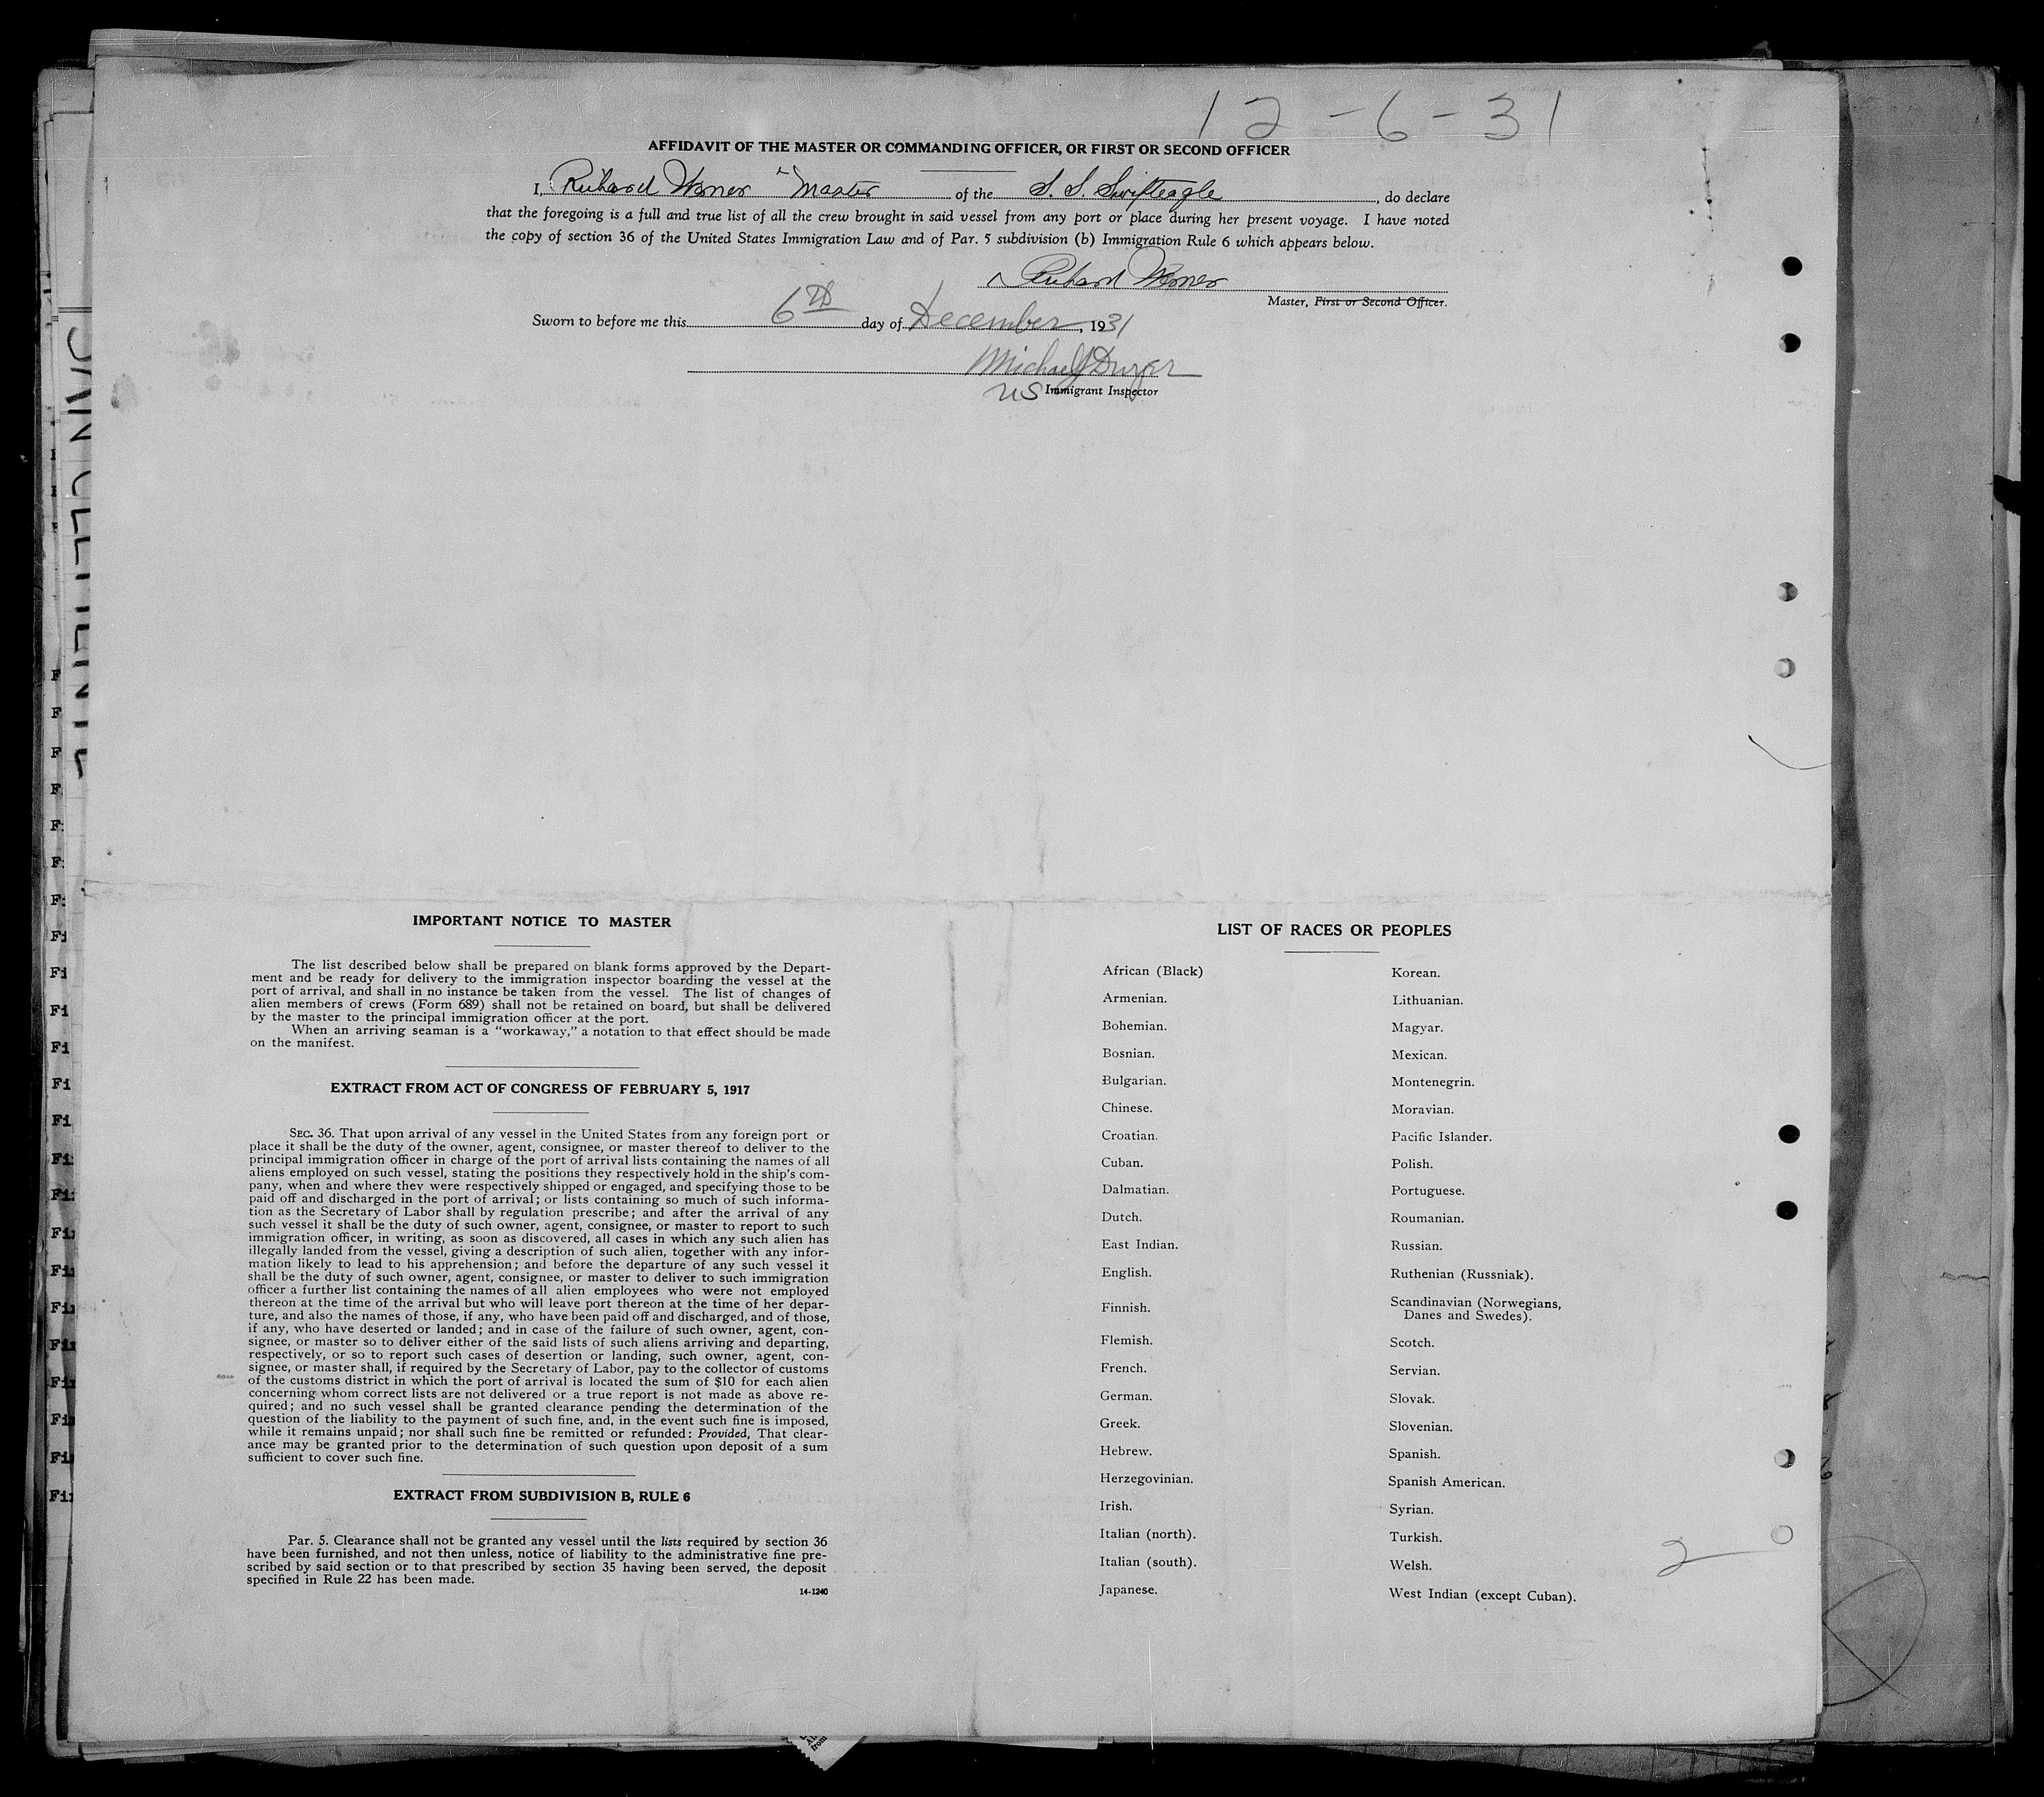 12-6-31
AFFIDAVIT OF THE MASTER OR COMMANDING OFFICER, OR FIRST OR SECOND OFFICER
I, Richard Master of the S. S. Swifteagle, do declare
that the foregoing is a full and true list of all the crew brought in said vessel from any port or place during her present voyage. I have noted
the copy of section 36 of the United States Immigration Law and of Par. 5 subdivision (b) Immigration Rule 6 which appears below.
Richard
Master, First or Second Officer.
Sworn to before me this 6th day of December, 1931
Michael
US Immigrant Inspector
SAN CLEMENTE
IMPORTANT NOTICE TO MASTER
The list described below shall be prepared on blank forms approved by the Depart-
ment and be ready for delivery to the immigration inspector boarding the vessel at the
port of arrival, and shall in no instance be taken from the vessel. The list of changes of
alien members of crews (Form 689) shall not be retained on board, but shall be delivered
by the master to the principal immigration officer at the port.
When an arriving seaman is a "workaway," a notation to that effect should be made
on the manifest.
EXTRACT FROM ACT OF CONGRESS OF FEBRUARY 5, 1917
SEC. 36. That upon arrival of any vessel in the United States from any foreign port or
place it shall be the duty of the owner, agent, consignee, or master thereof to deliver to the
principal immigration officer in charge of the port of arrival lists containing the names of all
aliens employed on such vessel, stating the positions they respectively hold in the ship's com-
pany, when and where they were respectively shipped or engaged, and specifying those to be
paid off and discharged in the port of arrival; or lists containing so much of such informa-
tion as the Secretary of Labor shall by regulation prescribe; and after the arrival of any
such vessel it shall be the duty of such owner, agent, consignee, or master to report to such
immigration officer, in writing, as soon as discovered, all cases in which any such alien has
illegally landed from the vessel, giving a description of such alien, together with any infor-
mation likely to lead to his apprehension; and before the departure of any such vessel it
shall be the duty of such owner, agent, consignee, or master to deliver to such immigration
officer a further list containing the names of all alien employees who were not employed
thereon at the time of the arrival but who will leave port thereon at the time of her depar-
ture, and also the names of those, if any, who have been paid off and discharged, and of those,
if any, who have deserted or landed; and in case of the failure of such owner, agent, con-
signee, or master so to deliver either of the said lists of such aliens arriving and departing,
respectively, or so to report such cases of desertion or landing, such owner, agent, con-
signee, or master shall, if required by the Secretary of Labor, pay to the collector of customs
of the customs district in which the port of arrival is located the sum of $10 for each alien
concerning whom correct lists are not delivered or a true report is not made as above re-
quired; and no such vessel shall be granted clearance pending the determination of the
question of the liability to the payment of such fine, and, in the event such fine is imposed,
while it remains unpaid; nor shall such fine be remitted or refunded: Provided, That clear-
ance may be granted prior to the determination of such question upon deposit of a sum
sufficient to cover such fine.
EXTRACT FROM SUBDIVISION B, RULE 6
Par. 5. Clearance shall not be granted any vessel until the lists required by section 36
have been furnished, and not then unless, notice of liability to the administrative fine pre-
scribed by said section or to that prescribed by section 35 having been served, the deposit
specified in Rule 22 has been made.
14-1240
LIST OF RACES OR PEOPLES
African (Black)
Armenian.
Bohemian.
Bosnian.
Bulgarian.
Chinese.
Croatian.
Cuban.
Dalmatian.
Dutch.
East Indian.
English.
Finnish.
Flemish.
French.
German.
Greek.
Hebrew.
Herzegovinian.
Irish.
Italian (north).
Italian (south).
Japanese.
Korean.
Lithuanian.
Magyar.
Mexican.
Montenegrin.
Moravian.
Pacific Islander.
Polish.
Portuguese.
Roumanian.
Russian.
Ruthenian (Russniak).
Scandinavian (Norwegians,
Danes and Swedes).
Scotch.
Servian.
Slovak.
Slovenian.
Spanish.
Spanish American.
Syrian.
Turkish.
Welsh.
West Indian (except Cuban).
2